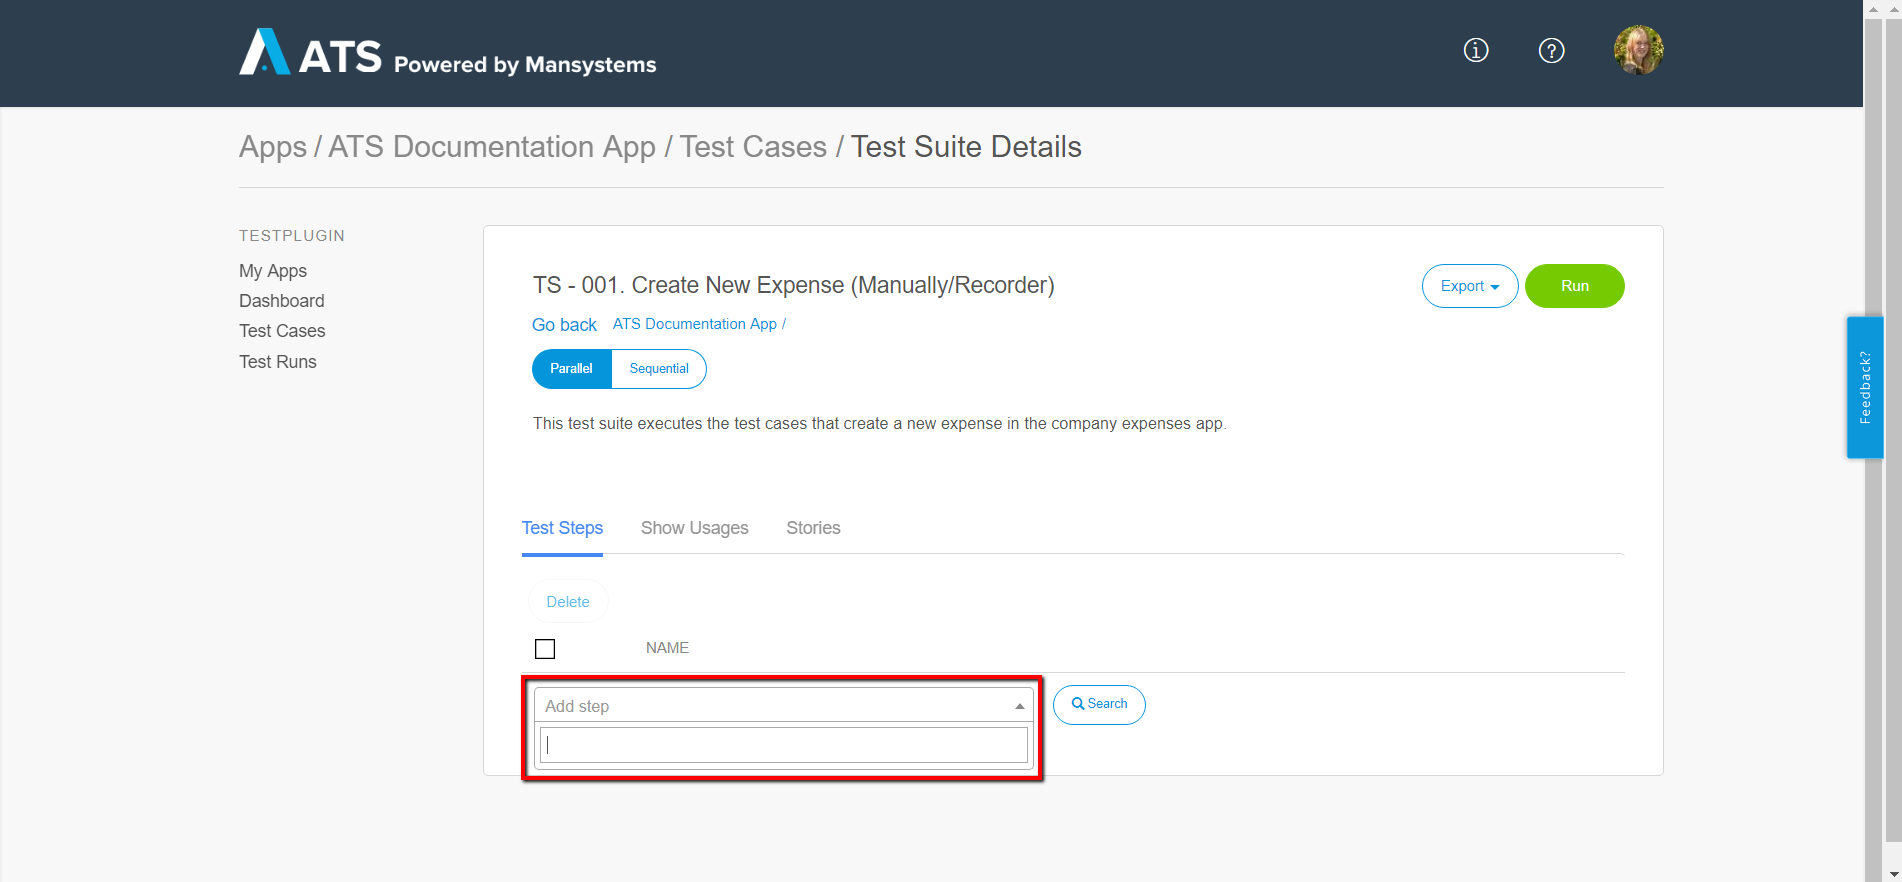 ATS Powered by Mansystems
Apps / ATS Documentation App / Test Cases / Test Suite Details
TESTPLUGIN
My Apps
Dashboard
Test Cases
Test Runs
TS - 001. Create New Expense (Manually/Recorder)
Export
Run
Go back ATS Documentation App /
Parallel Sequential
This test suite executes the test cases that create a new expense in the company expenses app.
Test Steps Show Usages Stories
Delete
NAME
Add step
Search
Feedback?